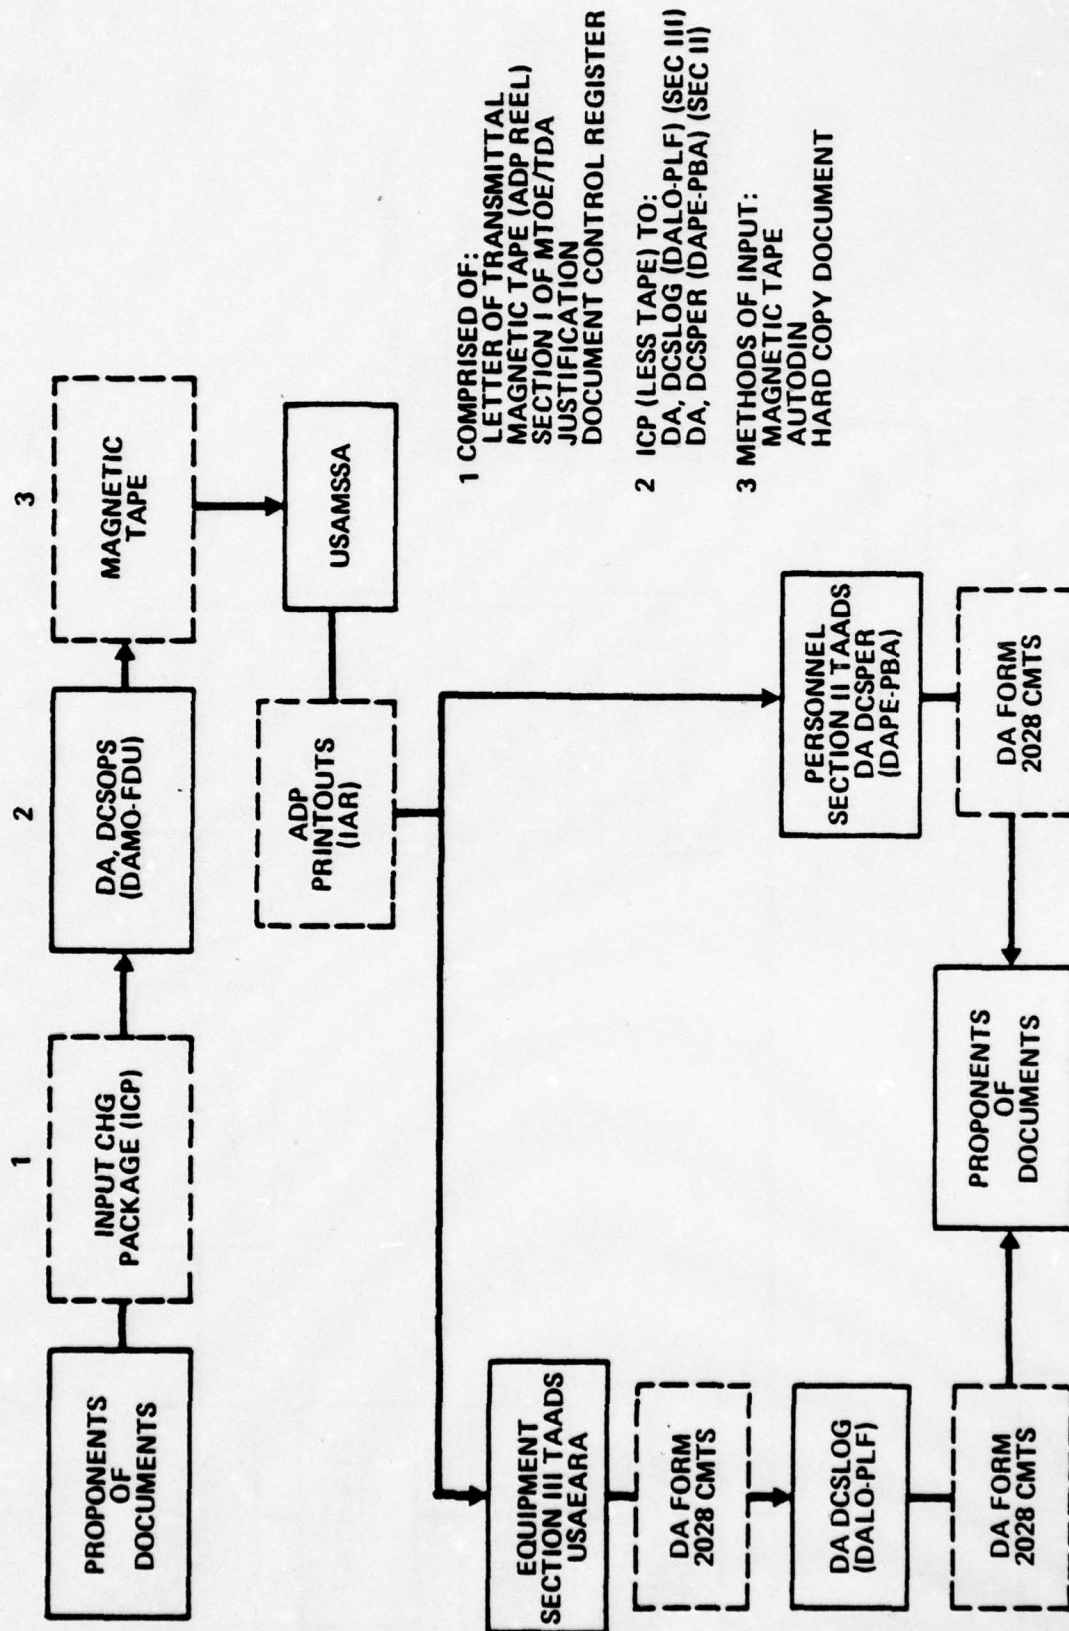 1
2
3
PROPONENTS
OF
DOCUMENTS
INPUT CHG
PACKAGE (ICP)
DA, DCSOPS
(DAMO-FDU)
MAGNETIC
TAPE
USAMSSA
ADP
PRINTOUTS
(IAR)
EQUIPMENT
SECTION III TAADS
USAEARA
DA FORM
2028 CMTS
DA DCSLOG
(DALO-PLF)
DA FORM
2028 CMTS
PERSONNEL
SECTION II TAADS
DA DCSPER
(DAPE-PBA)
DA FORM
2028 CMTS
PROPONENTS
OF
DOCUMENTS
1 COMPRISED OF:
LETTER OF TRANSMITTAL
MAGNETIC TAPE (ADP REEL)
SECTION I OF MTOE/TDA
JUSTIFICATION
DOCUMENT CONTROL REGISTER
2 ICP (LESS TAPE) TO:
DA, DCSLOG (DALO-PLF) (SEC III)
DA, DCSPER (DAPE-PBA) (SEC II)
3 METHODS OF INPUT:
MAGNETIC TAPE
AUTODIN
HARD COPY DOCUMENT